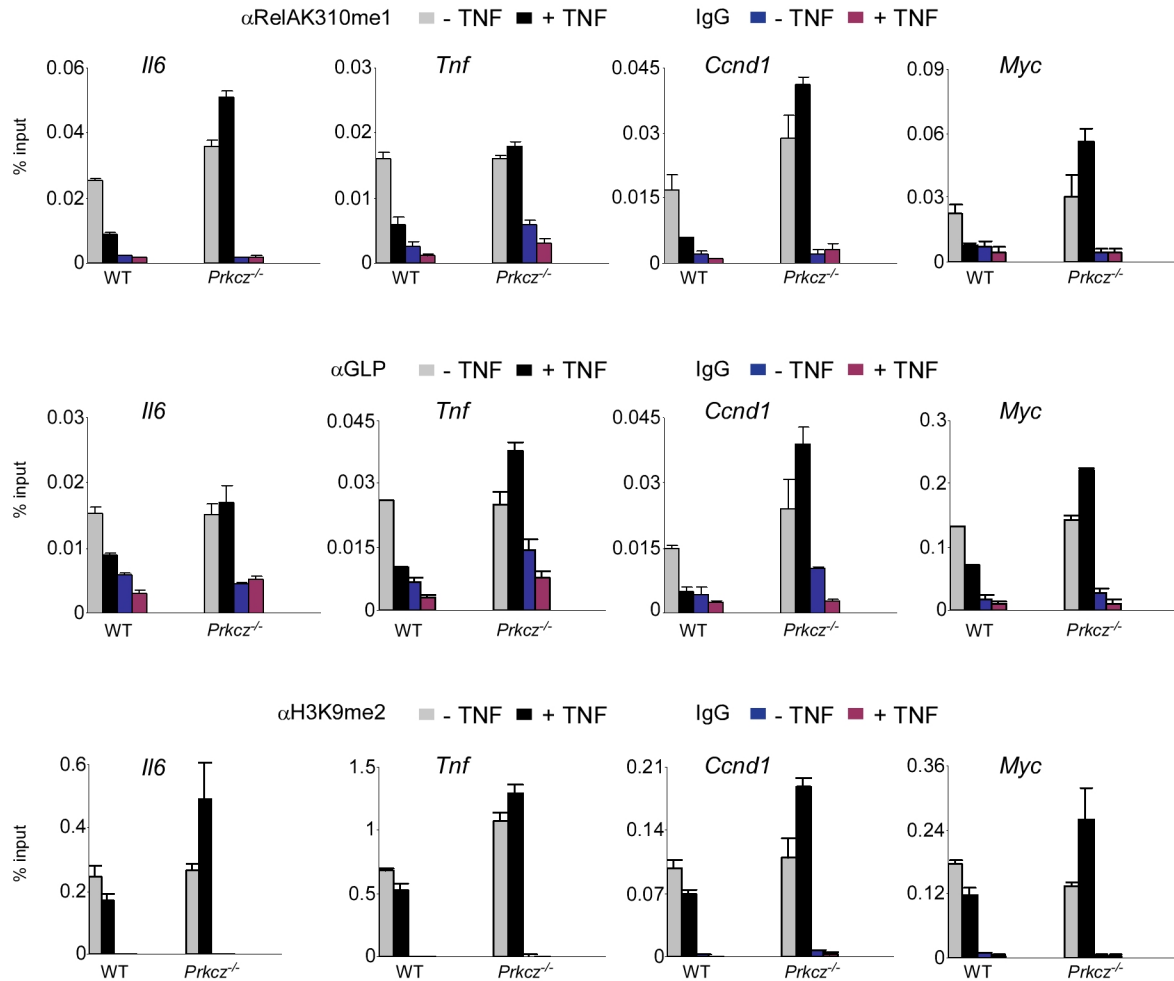 αRelAK310me1 - TNF + TNF IgG - TNF + TNF
Il6 Tnf Ccnd1 Myc
% input
0.06 0.04 0.02 0
WT Prkcz-/-
0.03 0.02 0.01 0
WT Prkcz-/-
0.045 0.03 0.015 0
WT Prkcz-/-
0.09 0.06 0.03 0
WT Prkcz-/-
αGLP - TNF + TNF IgG - TNF + TNF
Il6 Tnf Ccnd1 Myc
% input
0.03 0.02 0.01 0
WT Prkcz-/-
0.045 0.03 0.015 0
WT Prkcz-/-
0.045 0.03 0.015 0
WT Prkcz-/-
0.3 0.2 0.1 0
WT Prkcz-/-
αH3K9me2 - TNF + TNF IgG - TNF + TNF
Il6 Tnf Ccnd1 Myc
% input
0.6 0.4 0.2 0
WT Prkcz-/-
1.5 1 0.5 0
WT Prkcz-/-
0.21 0.14 0.07 0
WT Prkcz-/-
0.36 0.24 0.12 0
WT Prkcz-/-